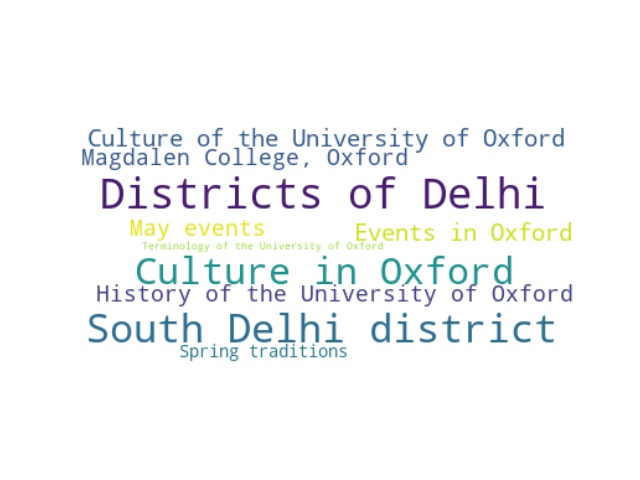 Culture of the University of Oxford
Magdalen College, Oxford
Districts of Delhi
May events
Events in Oxford
Terminology of the University of Oxford
Culture in Oxford
History of the University of Oxford
South Delhi district
Spring traditions